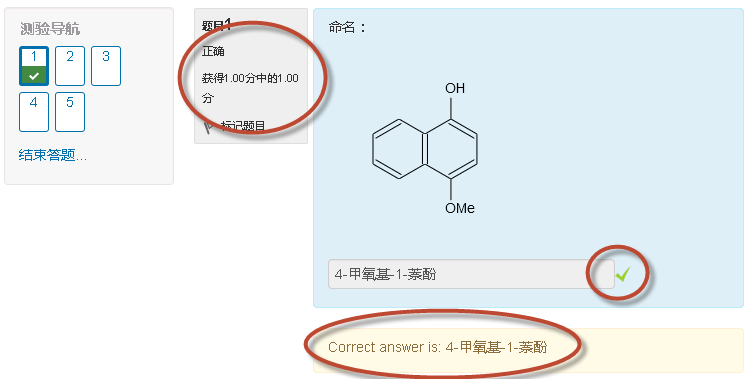 测验导航
1 2 3
4 5
结束答题...
题目1
正确
获得1.00分中的1.00
分
标记题目
命名：
OH
OMe
4-甲氧基-1-萘酚
Correct answer is: 4-甲氧基-1-萘酚